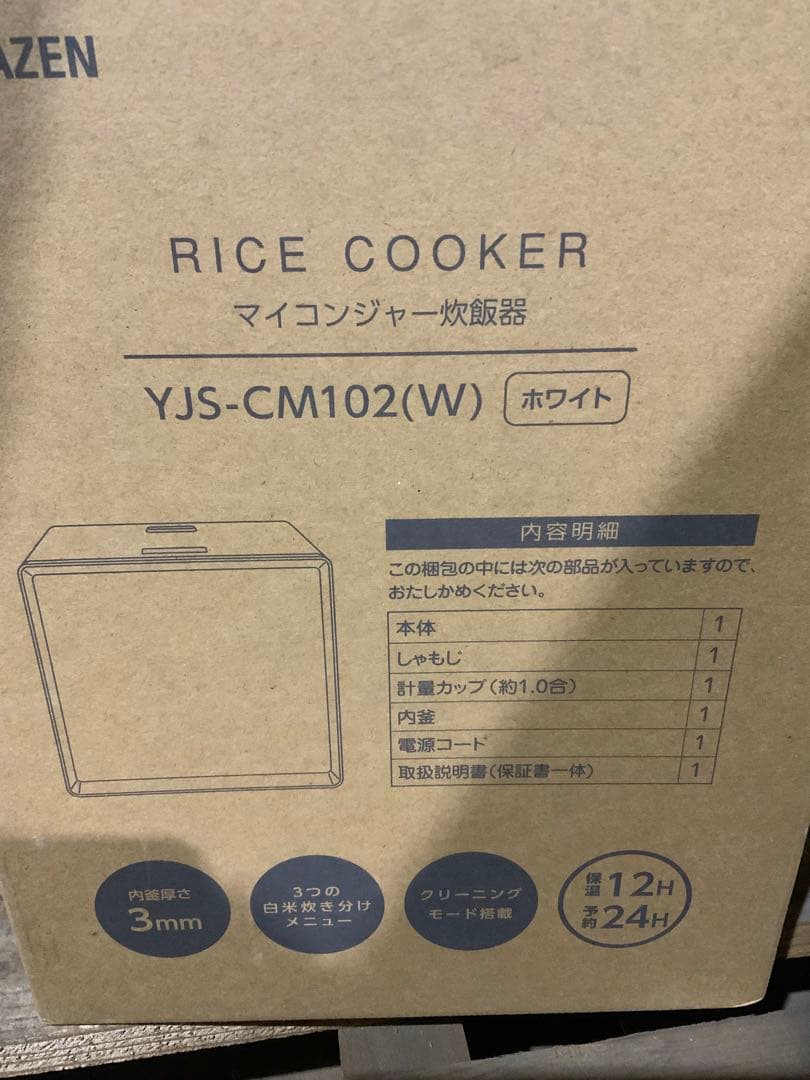 AZEN
RICE COOKER
マイコンジャー炊飯器
YJS-CM102(W) ホワイト
内容明細
この梱包の中には次の部品が入っていますので、
おたしかめください。
本体 1
しゃもじ 1
計量カップ(約1.0合) 1
内釜 1
電源コード 1
取扱説明書(保証書一体) 1
内釜厚さ
3mm
3つの
白米炊き分け
メニュー
クリーニング
モード搭載
保温 12H
予約 24H